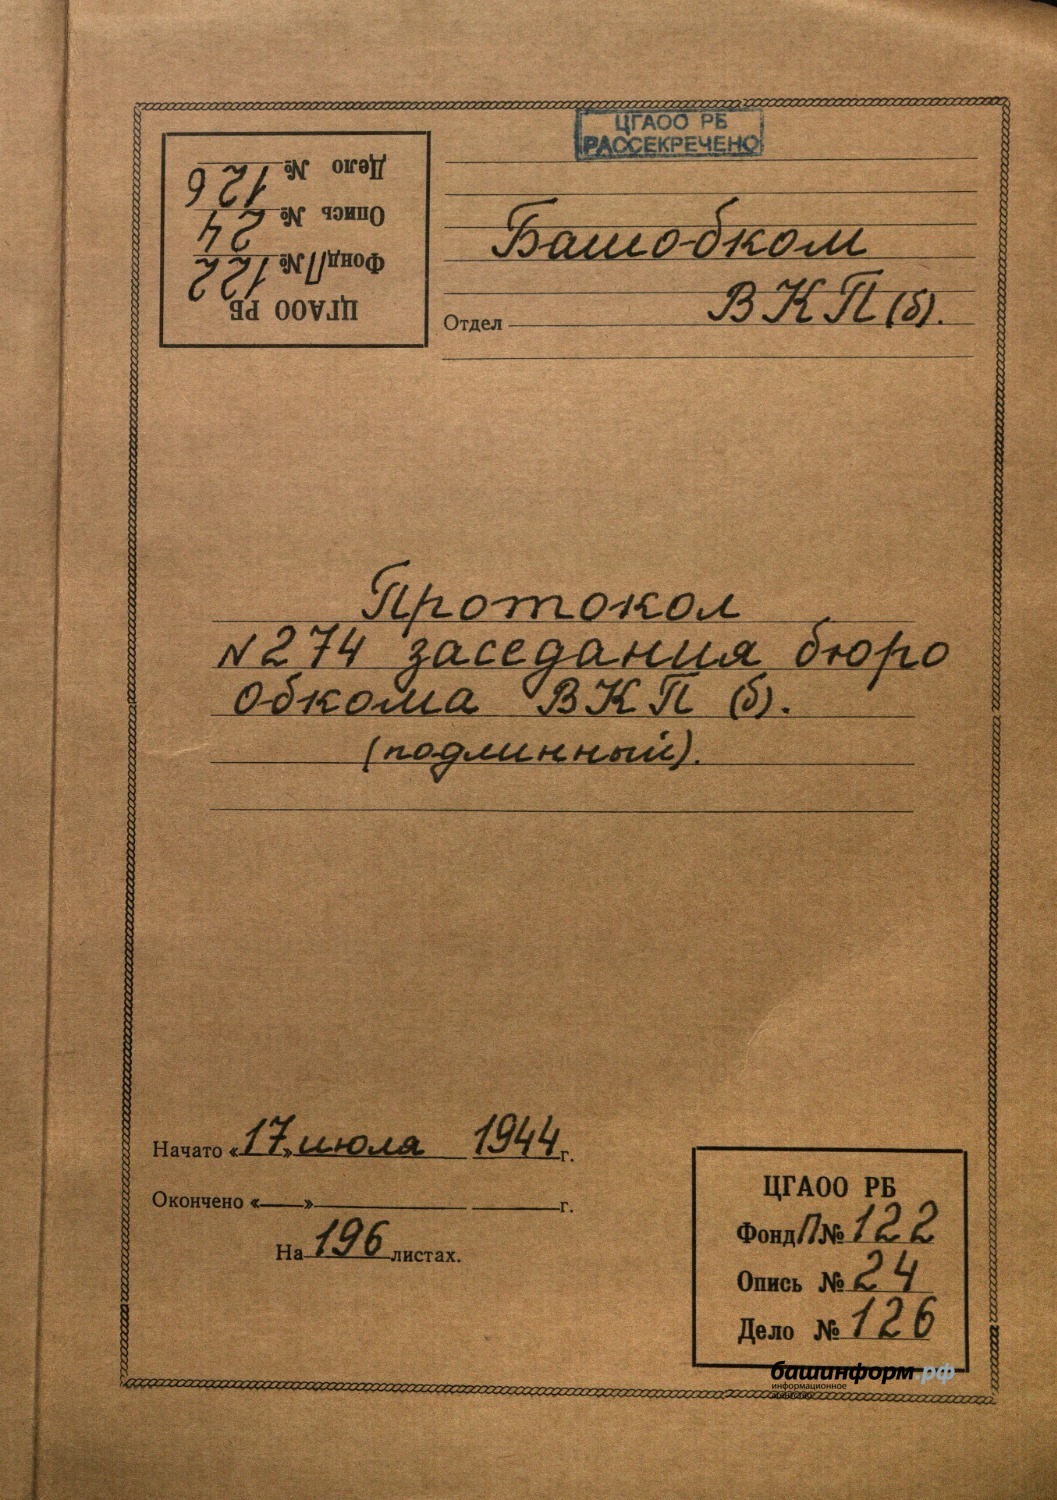 ЦГАОО РБ
РАССЕКРЕЧЕНО
ЦГАОО РБ
Фонд П № 122
Опись № 24
Дело № 126
Башобком
Отдел ВКП(б).
Протокол
№274 заседания бюро
обкома ВКП (б).
(подлинный).
Начато «17» июля 1944 г.
Окончено « » г.
На 196 листах.
ЦГАОО РБ
Фонд П № 122
Опись № 24
Дело № 126
башинформ.рф
информационное
агентство